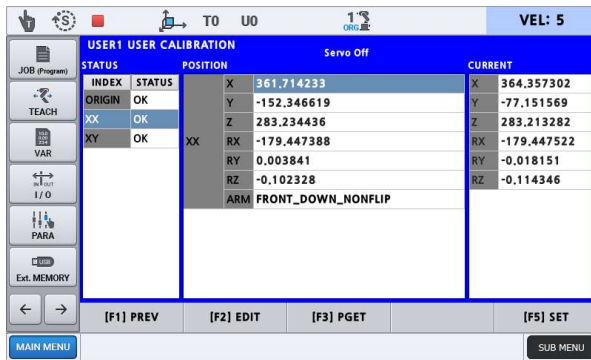 S
T0 U0
1
ORG
VEL: 5
JOB (Program)
TEACH
VAR
IN OUT
I/O
PARA
USB
Ext. MEMORY
← →
MAIN MENU
USER1 USER CALIBRATION
Servo Off
STATUS POSITION CURRENT
INDEX STATUS
ORIGIN OK
XX OK
XY OK
XX
X 361,714233
Y -152,346619
Z 283,234436
RX -179,447388
RY 0,003841
RZ -0,102328
ARM FRONT_DOWN_NONFLIP
X 364,357302
Y -77,151569
Z 283,213282
RX -179,447522
RY -0,018151
RZ -0,114346
[F1] PREV [F2] EDIT [F3] PGET [F5] SET
SUB MENU